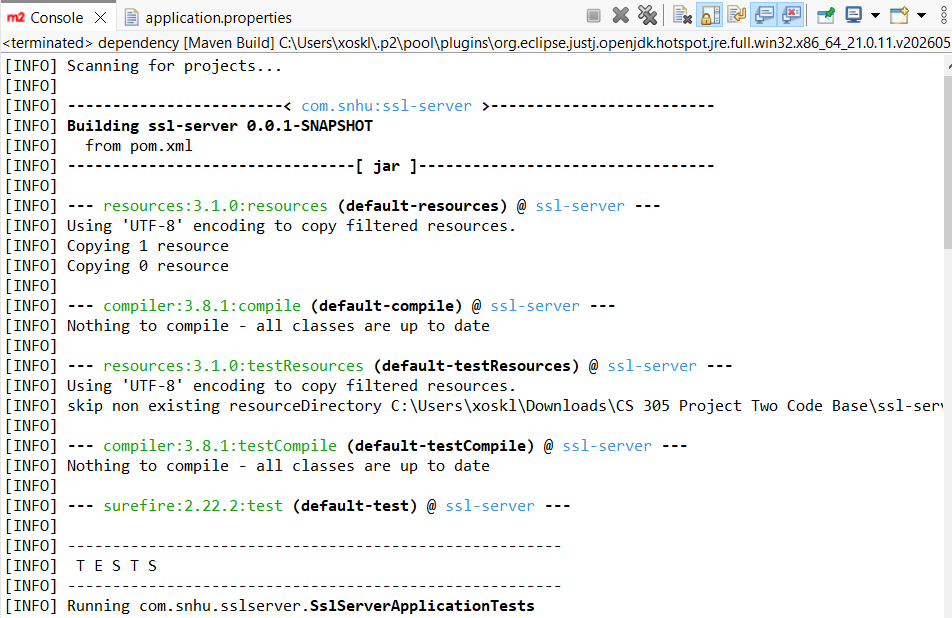 m2 Console
application.properties
<terminated> dependency [Maven Build] C:\Users\xoskl\.p2\pool\plugins\org.eclipse.justj.openjdk.hotspot.jre.full.win32.x86_64_21.0.11.v202605
[INFO] Scanning for projects...
[INFO]
[INFO] ------------------------< com.snhu:ssl-server >-------------------------
[INFO] Building ssl-server 0.0.1-SNAPSHOT
[INFO]   from pom.xml
[INFO] --------------------------------[ jar ]---------------------------------
[INFO]
[INFO] --- resources:3.1.0:resources (default-resources) @ ssl-server ---
[INFO] Using 'UTF-8' encoding to copy filtered resources.
[INFO] Copying 1 resource
[INFO] Copying 0 resource
[INFO]
[INFO] --- compiler:3.8.1:compile (default-compile) @ ssl-server ---
[INFO] Nothing to compile - all classes are up to date
[INFO]
[INFO] --- resources:3.1.0:testResources (default-testResources) @ ssl-server ---
[INFO] Using 'UTF-8' encoding to copy filtered resources.
[INFO] skip non existing resourceDirectory C:\Users\xoskl\Downloads\CS 305 Project Two Code Base\ssl-serv
[INFO]
[INFO] --- compiler:3.8.1:testCompile (default-testCompile) @ ssl-server ---
[INFO] Nothing to compile - all classes are up to date
[INFO]
[INFO] --- surefire:2.22.2:test (default-test) @ ssl-server ---
[INFO]
[INFO] -------------------------------------------------------
[INFO]  T E S T S
[INFO] -------------------------------------------------------
[INFO] Running com.snhu.sslserver.SslServerApplicationTests